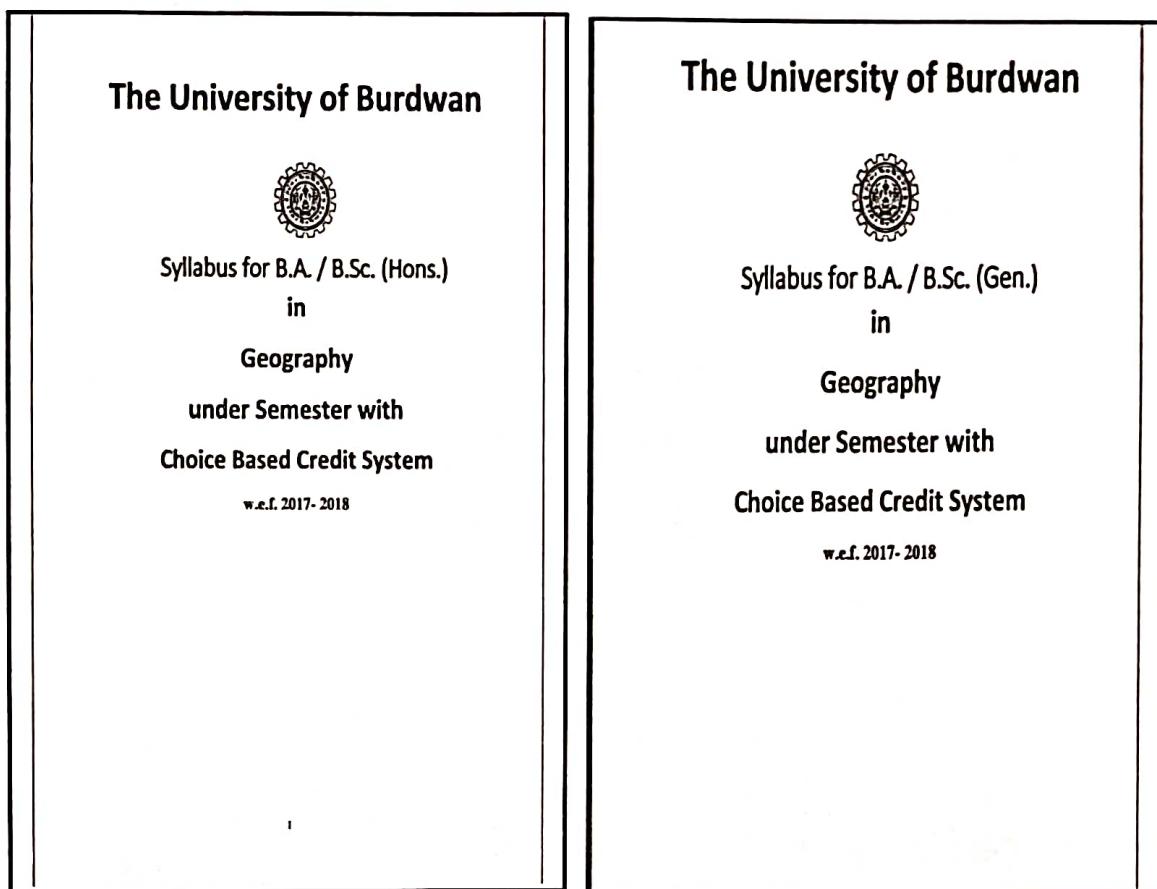 The University of Burdwan
Syllabus for B.A. / B.Sc. (Hons.)
in
Geography
under Semester with
Choice Based Credit System
w.e.f. 2017- 2018
1
The University of Burdwan
Syllabus for B.A. / B.Sc. (Gen.)
in
Geography
under Semester with
Choice Based Credit System
w.e.f. 2017- 2018